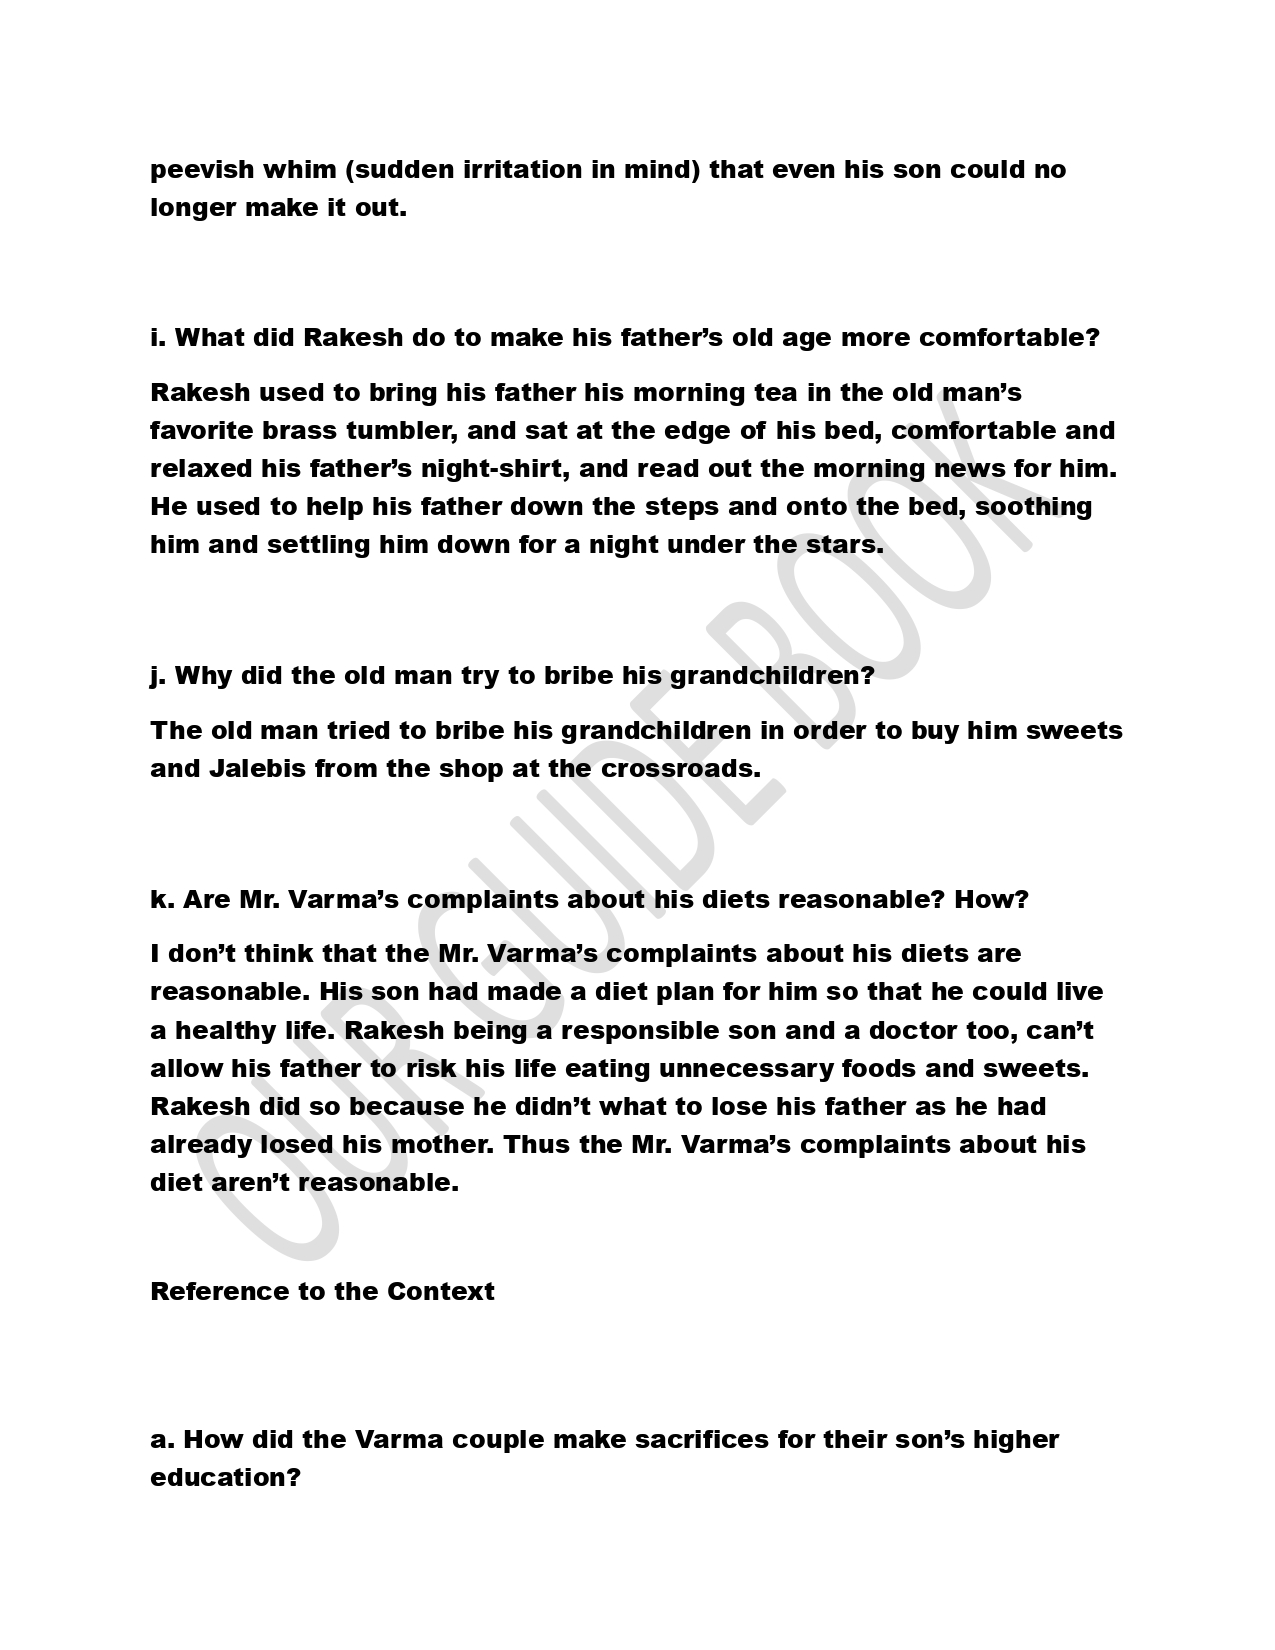 peevish whim (sudden irritation in mind) that even his son could no
longer make it out.
i. What did Rakesh do to make his father’s old age more comfortable?
Rakesh used to bring his father his morning tea in the old man’s
favorite brass tumbler, and sat at the edge of his bed, comfortable and
relaxed his father’s night-shirt, and read out the morning news for him.
He used to help his father down the steps and onto the bed, soothing
him and settling him down for a night under the stars.
j. Why did the old man try to bribe his grandchildren?
The old man tried to bribe his grandchildren in order to buy him sweets
and Jalebis from the shop at the crossroads.
k. Are Mr. Varma’s complaints about his diets reasonable? How?
I don’t think that the Mr. Varma’s complaints about his diets are
reasonable. His son had made a diet plan for him so that he could live
a healthy life. Rakesh being a responsible son and a doctor too, can’t
allow his father to risk his life eating unnecessary foods and sweets.
Rakesh did so because he didn’t what to lose his father as he had
already losed his mother. Thus the Mr. Varma’s complaints about his
diet aren’t reasonable.
Reference to the Context
a. How did the Varma couple make sacrifices for their son’s higher
education?
OUR GUIDE BOOK